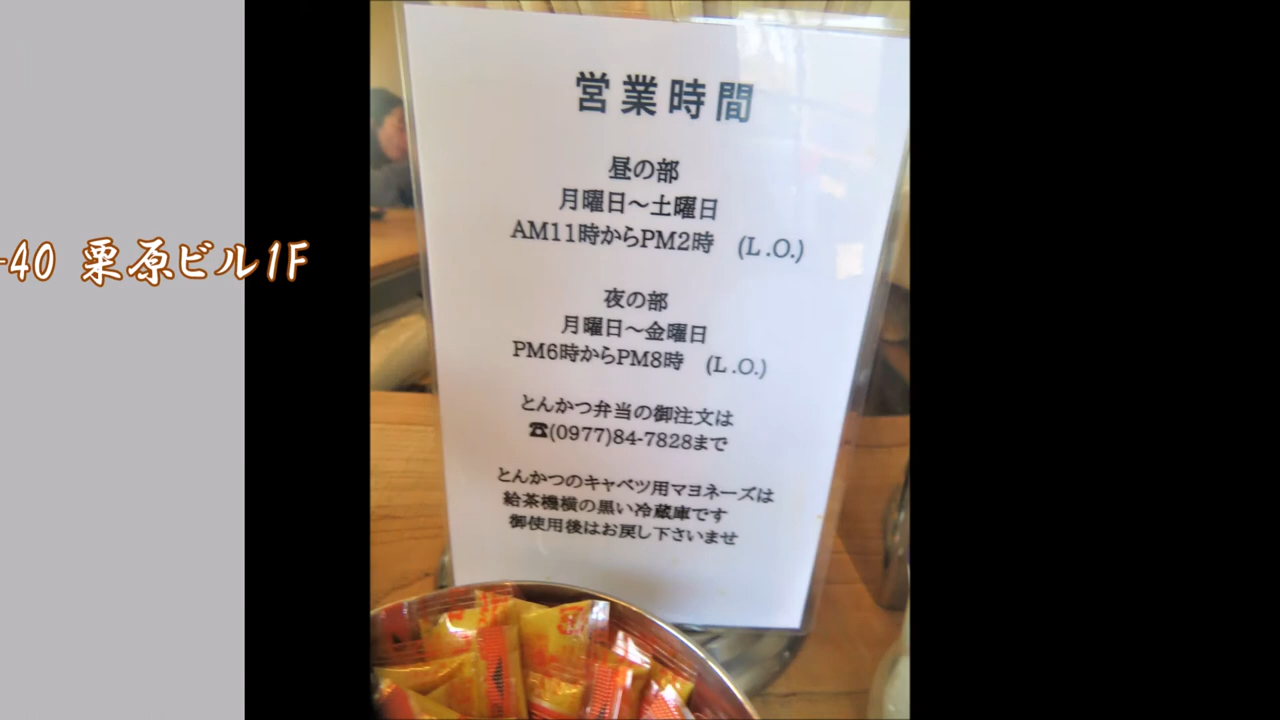 営業時間
昼の部
月曜日～土曜日
AM11時からPM2時 (L.O.)
夜の部
月曜日～金曜日
PM6時からPM8時 (L.O.)
とんかつ弁当の御注文は
☎(0977)84-7828まで
とんかつのキャベツ用マヨネーズは
給茶機横の黒い冷蔵庫です
御使用後はお戻し下さいませ
-40 栗原ビル1F